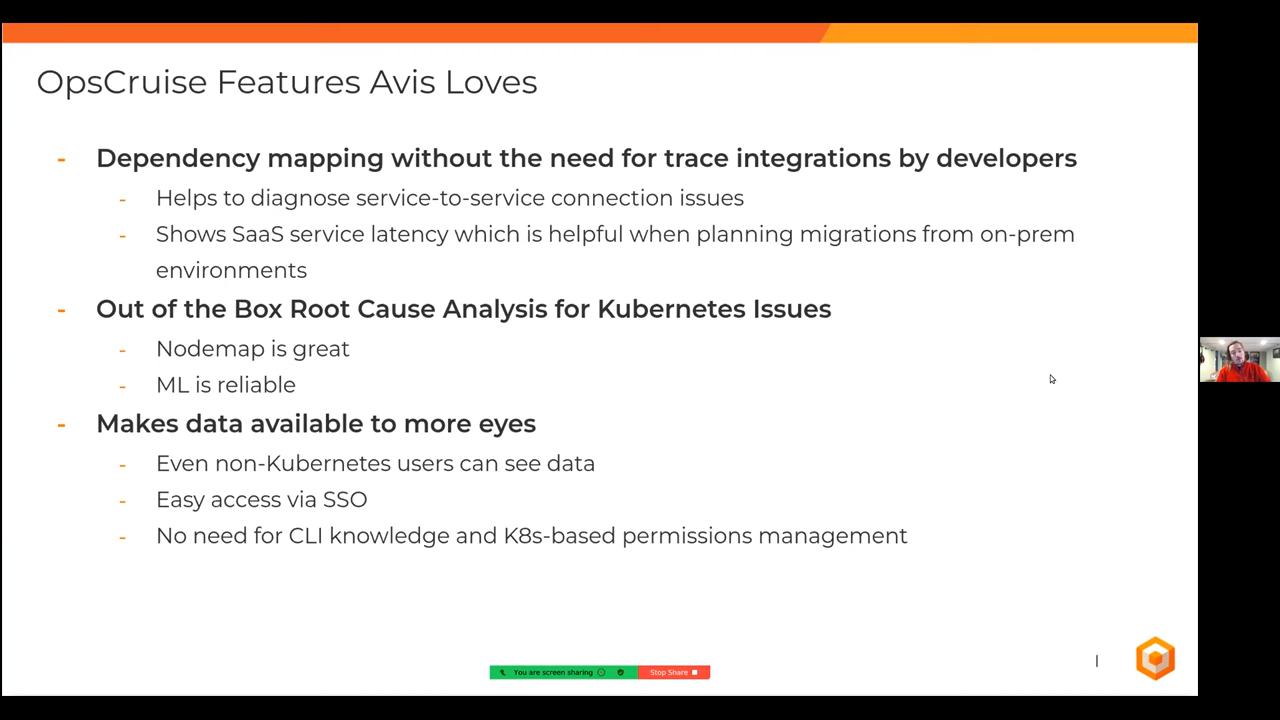 OpsCruise Features Avis Loves
- Dependency mapping without the need for trace integrations by developers
- Helps to diagnose service-to-service connection issues
- Shows SaaS service latency which is helpful when planning migrations from on-prem
environments
- Out of the Box Root Cause Analysis for Kubernetes Issues
- Nodemap is great
- ML is reliable
- Makes data available to more eyes
- Even non-Kubernetes users can see data
- Easy access via SSO
- No need for CLI knowledge and K8s-based permissions management
|
You are screen sharing Stop Share